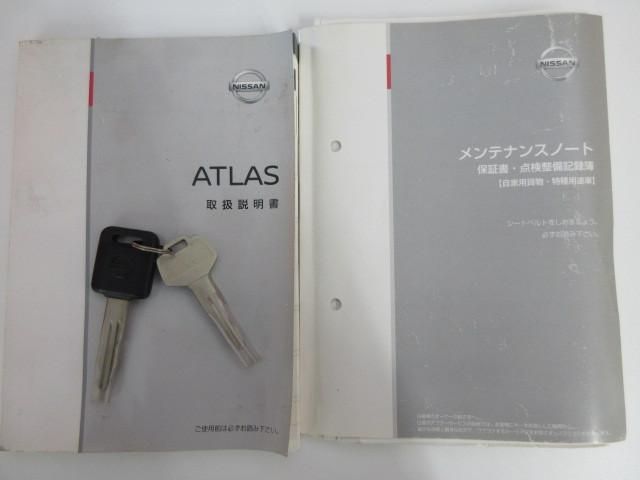 NISSAN
ATLAS
取扱説明書
ご使用前は必ずお読み下さい。
NISSAN
メンテナンスノート
保証書・点検整備記録簿
【自家用貨物・特種用途車】
シートベルトをしめましょう。
必ずお読み下さい。